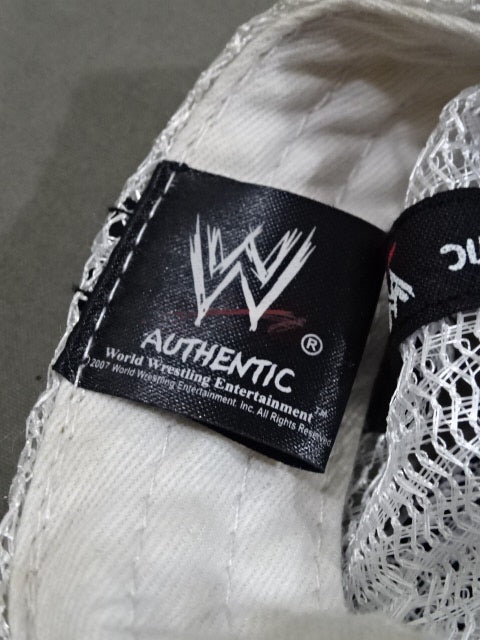 W
AUTHENTIC
®
World Wrestling Entertainment™
2007 World Wrestling Entertainment, Inc. All Rights Reserved